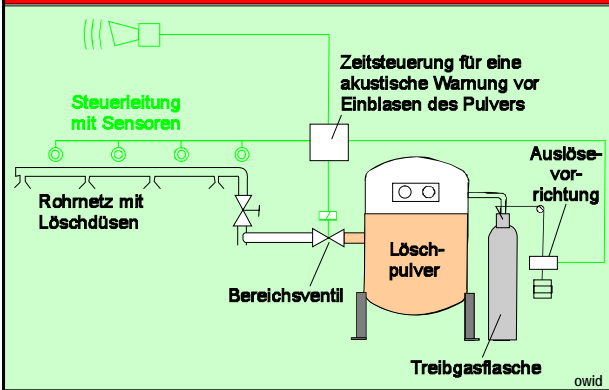 Zeitsteuerung für eine
akustische Warnung vor
Einblasen des Pulvers
Steuerleitung
mit Sensoren
Auslöse-
vor-
richtung
Rohrnetz mit
Löschdüsen
Lösch-
pulver
Bereichsventil
Treibgasflasche
owid